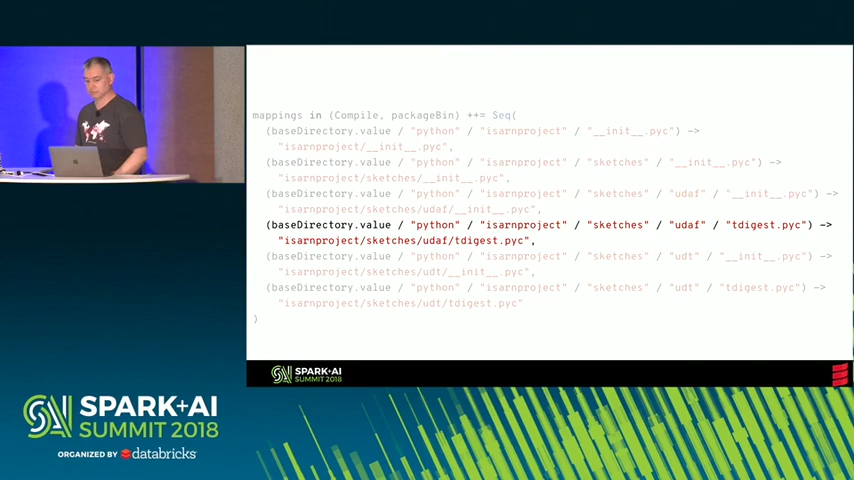 mappings in (Compile, packageBin) ++= Seq(
(baseDirectory.value / "python" / "isarnproject" / "__init__.pyc") ->
"isarnproject/__init__.pyc",
(baseDirectory.value / "python" / "isarnproject" / "sketches" / "__init__.pyc") ->
"isarnproject/sketches/__init__.pyc",
(baseDirectory.value / "python" / "isarnproject" / "sketches" / "udaf" / "__init__.pyc") ->
"isarnproject/sketches/udaf/__init__.pyc",
(baseDirectory.value / "python" / "isarnproject" / "sketches" / "udaf" / "tdigest.pyc") ->
"isarnproject/sketches/udaf/tdigest.pyc",
(baseDirectory.value / "python" / "isarnproject" / "sketches" / "udt" / "__init__.pyc") ->
"isarnproject/sketches/udt/__init__.pyc",
(baseDirectory.value / "python" / "isarnproject" / "sketches" / "udt" / "tdigest.pyc") ->
"isarnproject/sketches/udt/tdigest.pyc"
)
SPARK+AI
SUMMIT 2018
SPARK+AI
SUMMIT 2018
ORGANIZED BY databricks